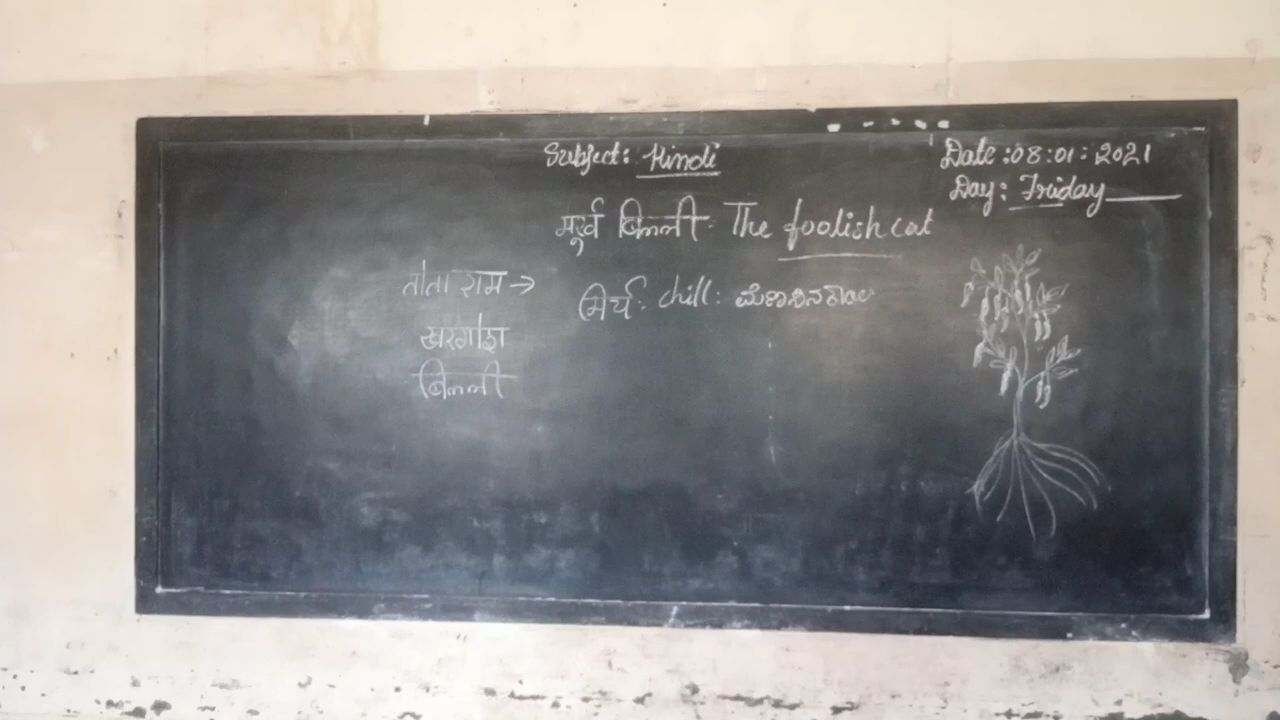 Subject: Hindi
Date :08:01:2021
Day: Friday
मूर्ख बिल्ली- The foolish cat
तोता राम →
मिर्च: chill: ಮೆಣಸಿನಕಾಯಿ
खरगोश
बिल्ली